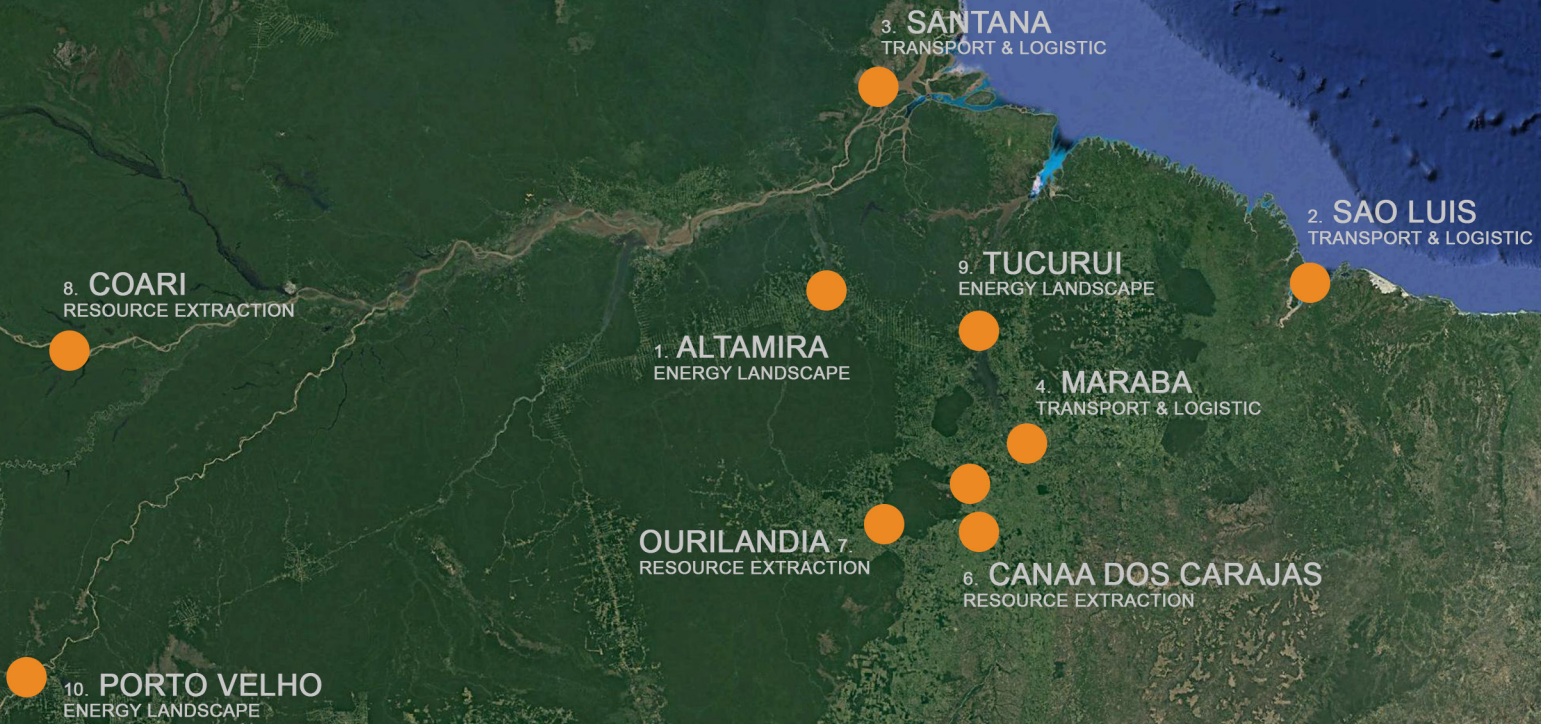 3. SANTANA
TRANSPORT & LOGISTIC
2. SAO LUIS
TRANSPORT & LOGISTIC
8. COARI
RESOURCE EXTRACTION
9. TUCURUI
ENERGY LANDSCAPE
1. ALTAMIRA
ENERGY LANDSCAPE
4. MARABA
TRANSPORT & LOGISTIC
OURILANDIA 7.
RESOURCE EXTRACTION
6. CANAA DOS CARAJAS
RESOURCE EXTRACTION
10. PORTO VELHO
ENERGY LANDSCAPE